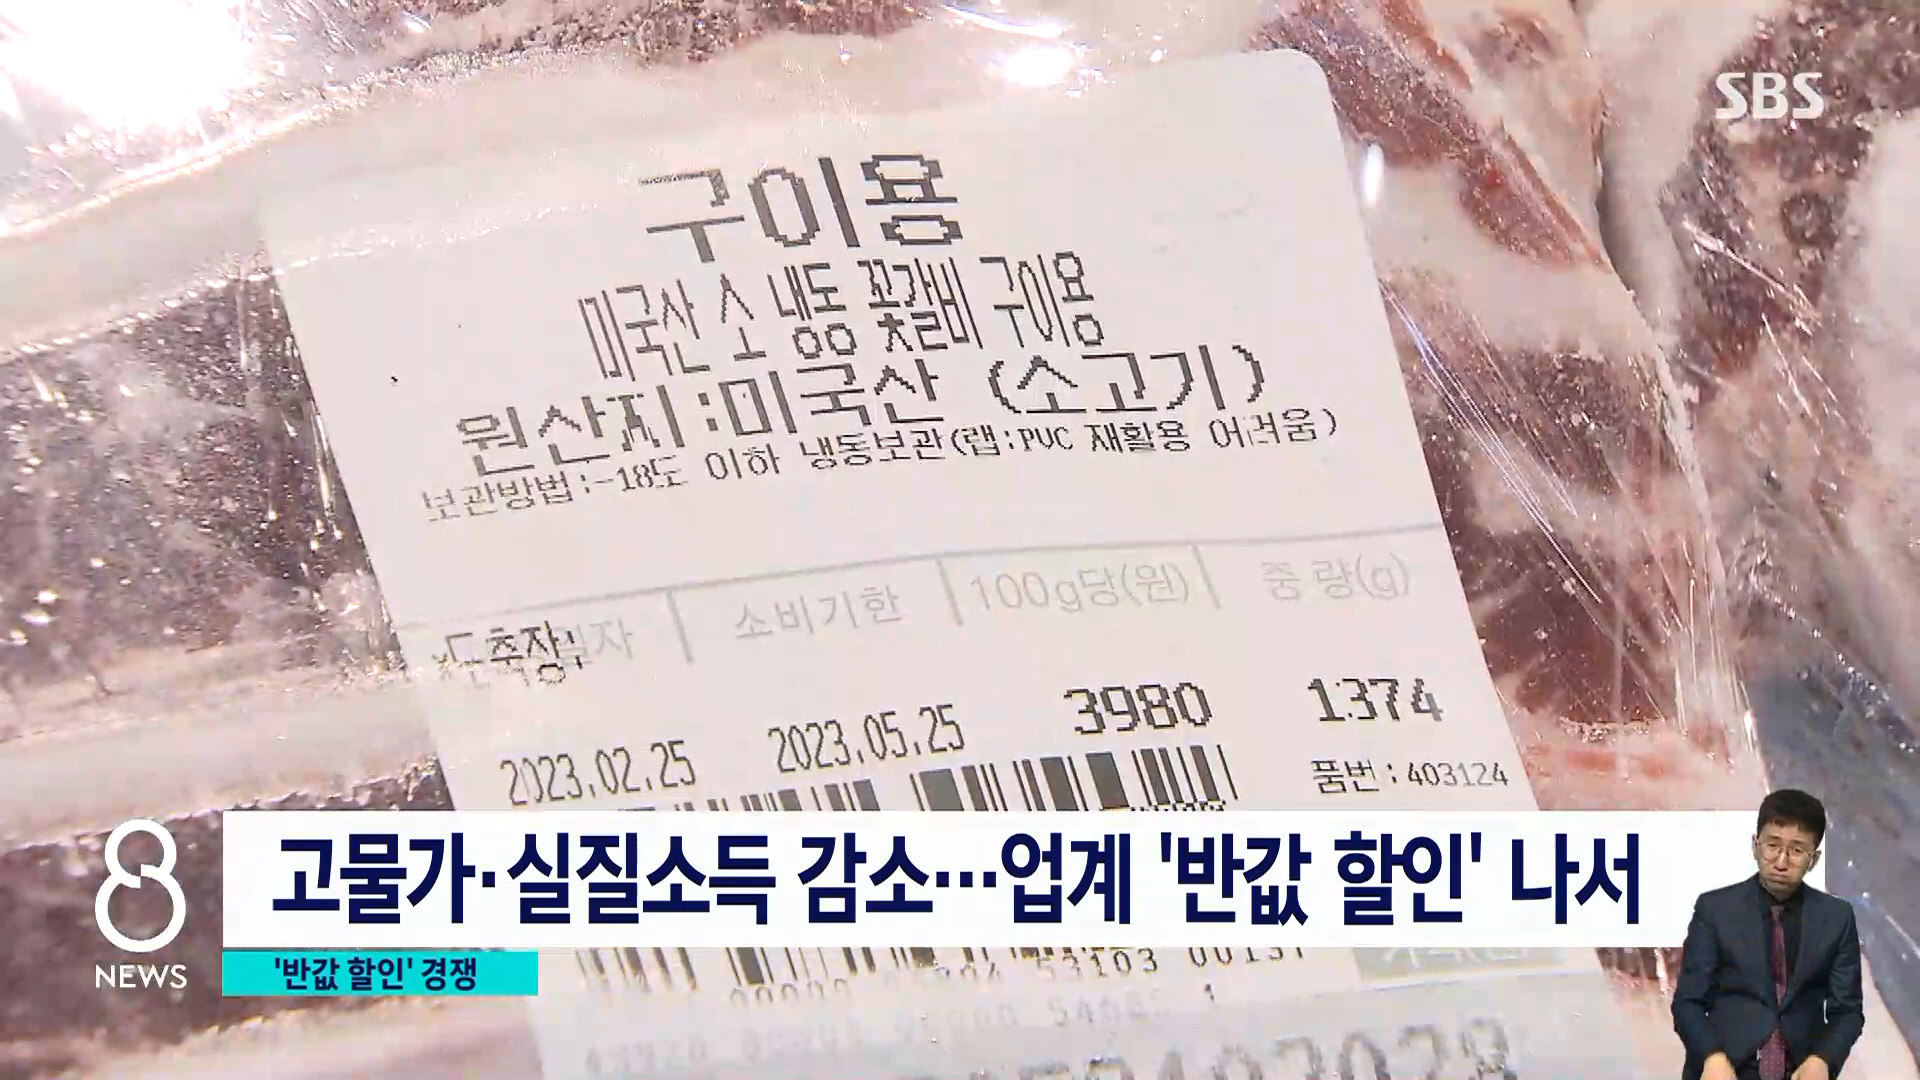 SBS
구이용
미국산 소 냉동 꽃갈비 구이용
원산지:미국산 (소고기)
보관방법:-18도 이하 냉동보관(랩:PVC 재활용 어려움)
소비기한 100g당(원) 중 량(g)
도축장:
2023.02.25 2023.05.25 3980 1374
품번:403124
고물가·실질소득 감소…업계 '반값 할인' 나서
8
NEWS
'반값 할인' 경쟁